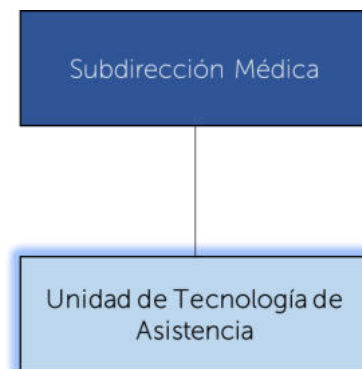 Subdirección Médica
Unidad de Tecnología de
Asistencia